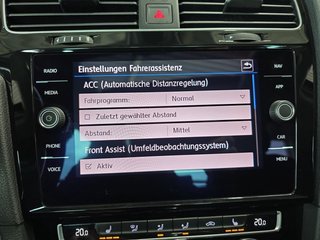 Einstellungen Fahrerassistenz
RADIO
NAV
ACC (Automatische Distanzregelung)
MEDIA
APP
Fahrprogramm: Normal
Zuletzt gewählter Abstand
Abstand: Mittel
PHONE
CAR
Front Assist (Umfeldbeobachtungssystem)
VOICE
MENU
Aktiv
20.0
20.0